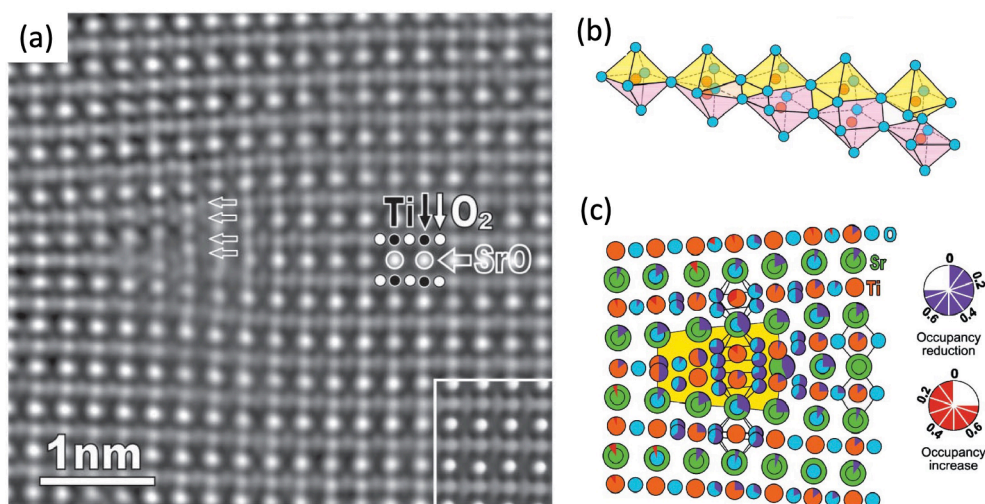 (a)
Ti O₂
SrO
1nm
(b)
(c)
O
Sr
Ti
0
0.2
0.4
0.6
Occupancy
reduction
0
0.2
0.4
0.6
Occupancy
increase